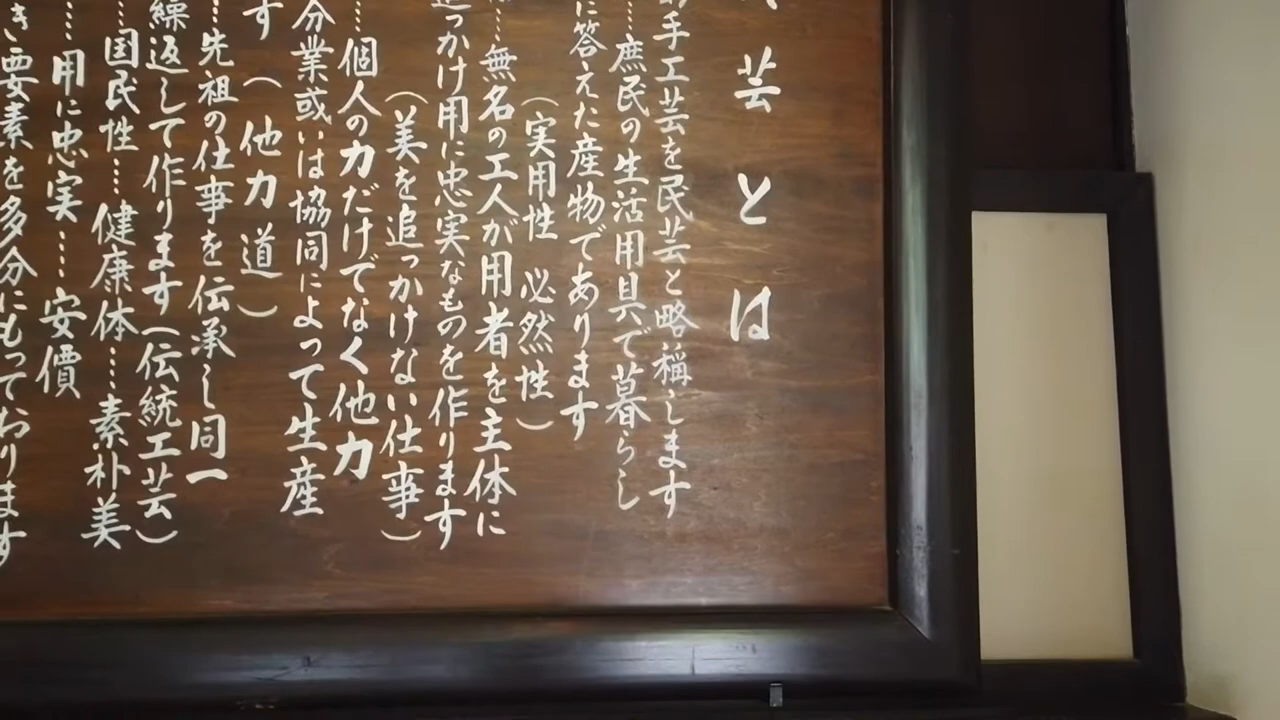 芸とは
手工芸を民芸と略稱します
……庶民の生活用具で暮らし
に答えた産物であります
（実用性　必然性）
……無名の工人が用者を主体に
追っかけ用に忠実なものを作ります
（美を追っかけない仕事）
……個人の力だけでなく他力
分業或いは協同によって生産
す（他力道）
……先祖の仕事を伝承し同一
繰返して作ります（伝統工芸）
国民性……健康体……素朴美
……用に忠実……安價
き要素を多分にもっております